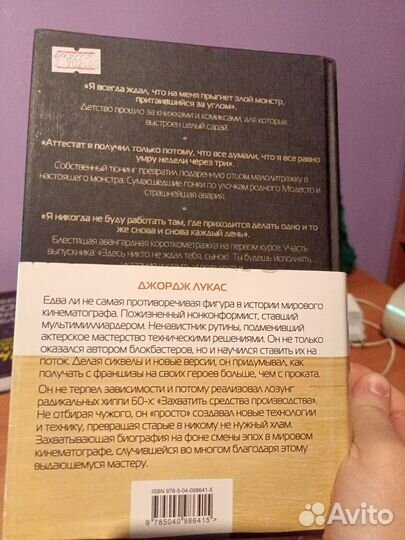 «Я всегда ждал, что на меня прыгнет злой монстр,
притаившийся за углом».
Детство прошло за книжками и комиксами, для которых
выстроен целый сарай.
«Аттестат я получил только потому, что все думали, что я все равно
умру недели через три».
Собственный тюнинг превратил подаренную отцом малолитражку в
настоящего монстра. Сумасшедшие гонки по улочкам родного Модесто и
страшнейшая авария.
«Я никогда не буду работать там, где приходится делать одно и то
же снова и снова каждый день».
Блестящая авангардная короткометражка на первом курсе. Участь
выпускника: «Здесь никто не ждал тебя, сынок! Ты будешь исполнять
ДЖОРДЖ ЛУКАС
Едва ли не самая противоречивая фигура в истории мирового
кинематографа. Пожизненный нонконформист, ставший
мультимиллиардером. Ненавистник рутины, подменивший
актерское мастерство техническими решениями. Он не только
оказался автором блокбастеров, но и научился ставить их на
поток. Делая сиквелы и новые версии, он придумывал, как
получать с франшизы на своих героев больше, чем с проката.
Он не терпел зависимости и потому реализовал лозунг
радикальных хиппи 60-х «Захватить средства производства».
Не отбирая чужого, он «просто» создавал новые технологии
и технику, превращая старые в никому не нужный хлам.
Захватывающая биография на фоне смены эпох в мировом
кинематографе, случившейся во многом благодаря этому
выдающемуся мастеру.
ISBN 978-5-04-098641-5
9 785040 986415 >
Avito